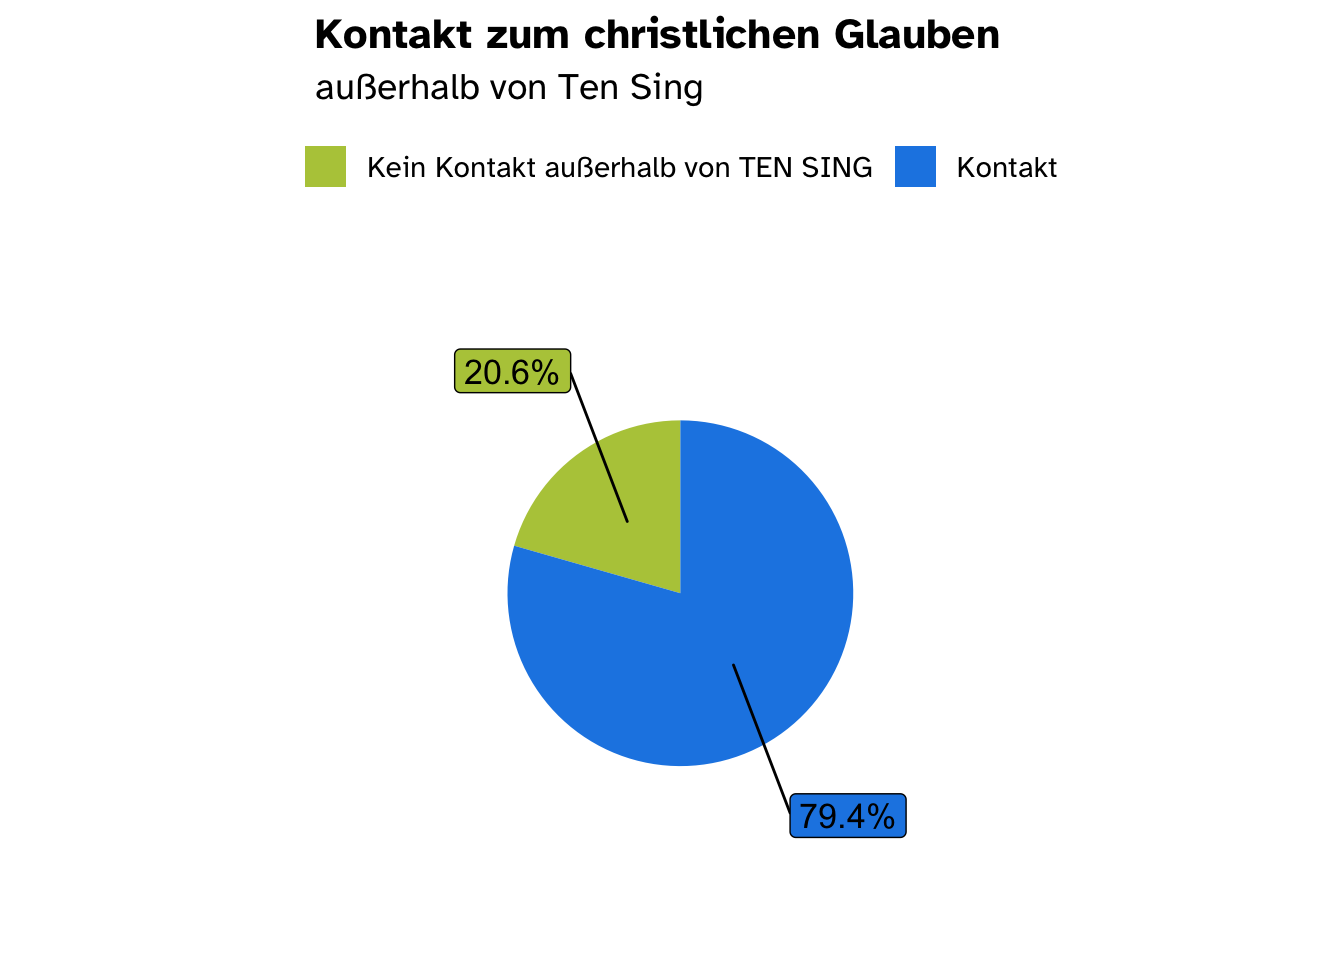 Kontakt zum christlichen Glauben
außerhalb von Ten Sing
Kein Kontakt außerhalb von TEN SING Kontakt
20.6%
79.4%